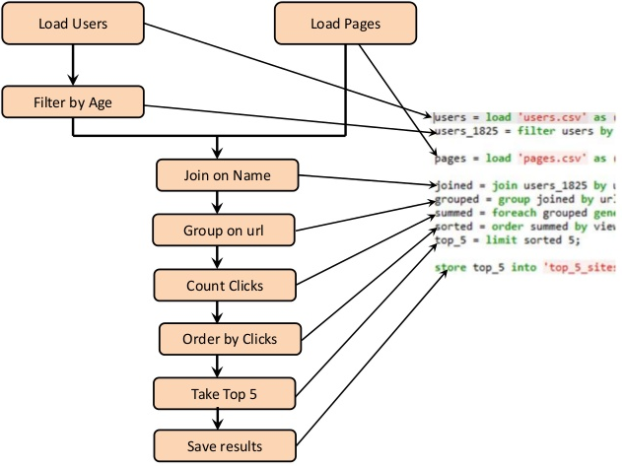 Load Users
Load Pages
Filter by Age
Join on Name
Group on url
Count Clicks
Order by Clicks
Take Top 5
Save results
users = load 'users.csv' as
users_1825 = filter users by
pages = load 'pages.csv' as
joined = join users_1825 by
grouped = group joined by url
summed = foreach grouped gene
sorted = order summed by view
top_5 = limit sorted 5;
store top_5 into 'top_5_sites